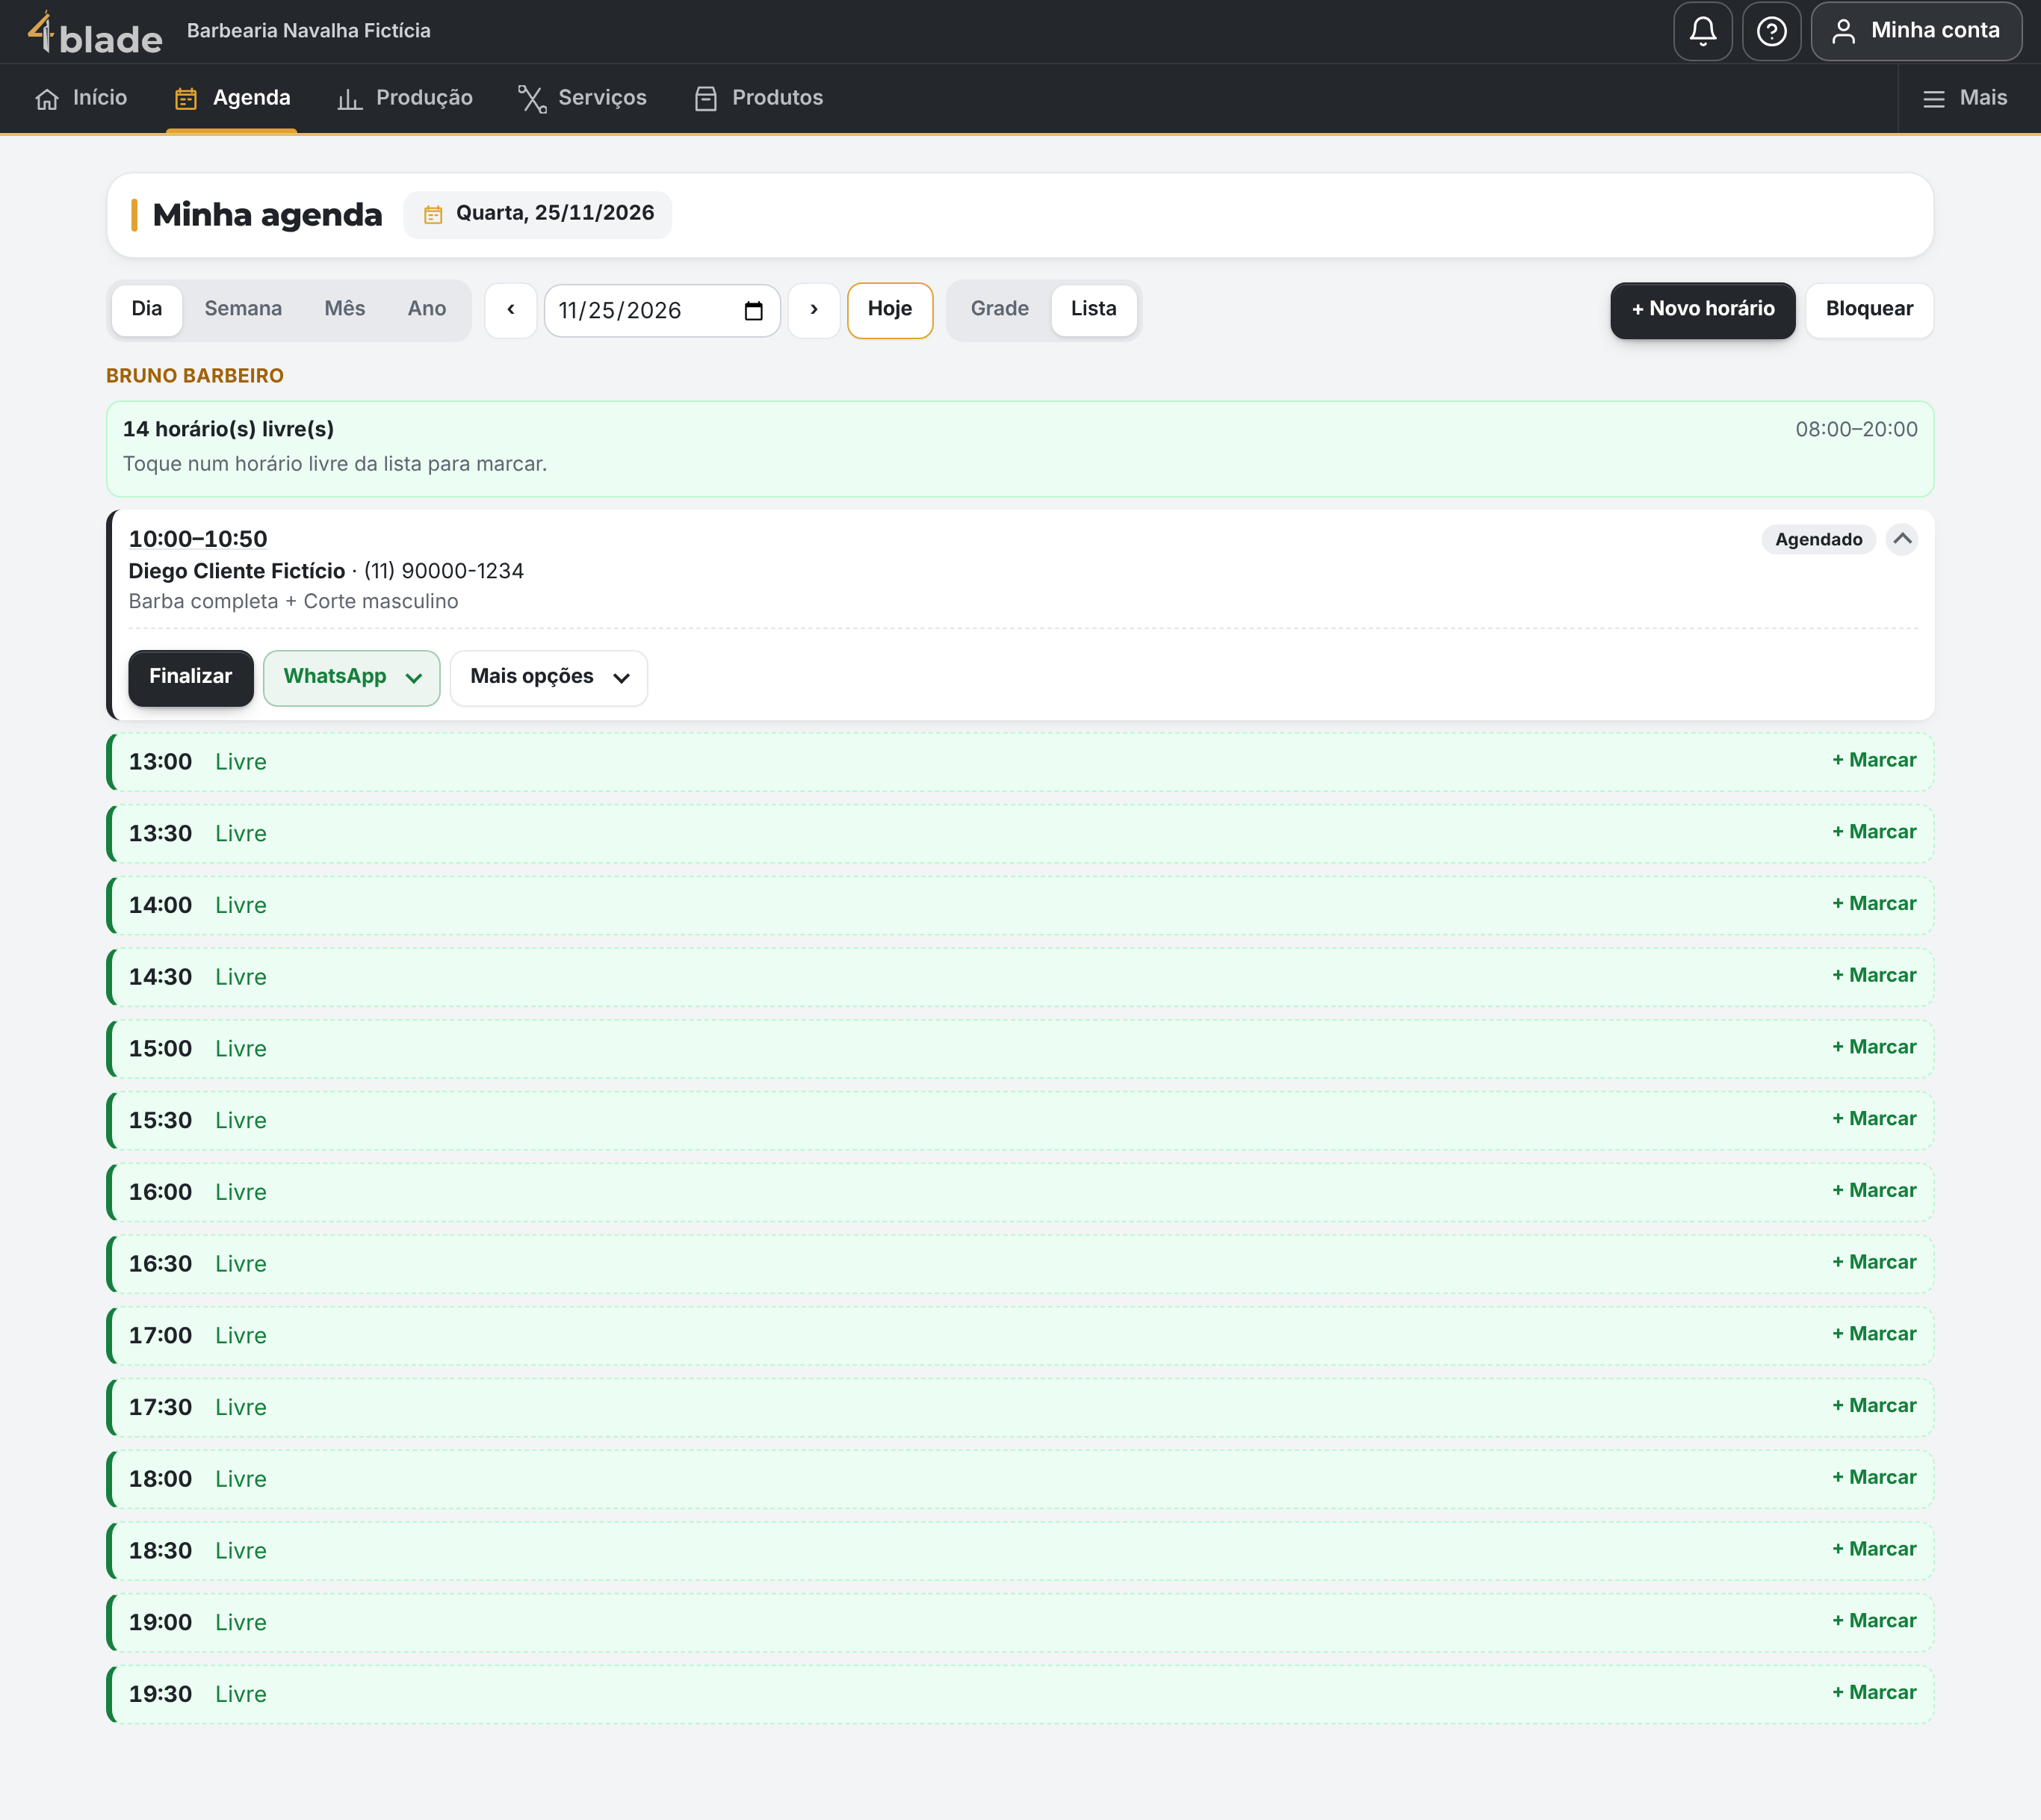 4blade Barbearia Navalha Fictícia Minha conta
Início Agenda Produção Serviços Produtos Mais
Minha agenda Quarta, 25/11/2026
Dia Semana Mês Ano ‹ 11/25/2026 › Hoje Grade Lista + Novo horário Bloquear
BRUNO BARBEIRO
14 horário(s) livre(s) 08:00–20:00
Toque num horário livre da lista para marcar.
10:00–10:50 Agendado
Diego Cliente Fictício · (11) 90000-1234
Barba completa + Corte masculino
Finalizar WhatsApp Mais opções
13:00 Livre + Marcar
13:30 Livre + Marcar
14:00 Livre + Marcar
14:30 Livre + Marcar
15:00 Livre + Marcar
15:30 Livre + Marcar
16:00 Livre + Marcar
16:30 Livre + Marcar
17:00 Livre + Marcar
17:30 Livre + Marcar
18:00 Livre + Marcar
18:30 Livre + Marcar
19:00 Livre + Marcar
19:30 Livre + Marcar